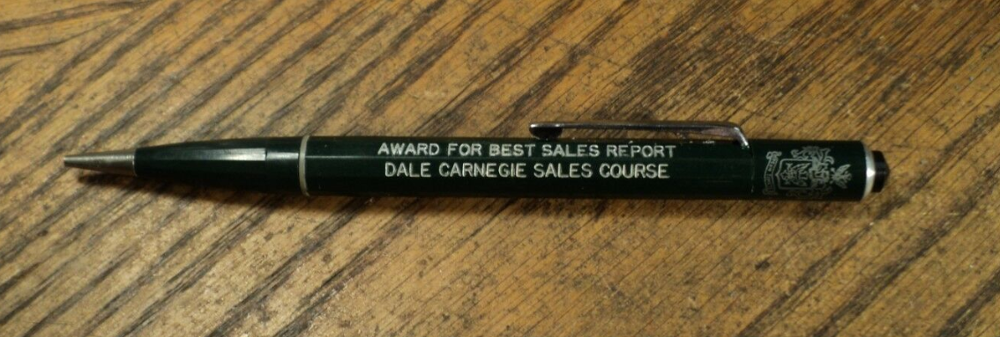 AWARD FOR BEST SALES REPORT
DALE CARNEGIE SALES COURSE